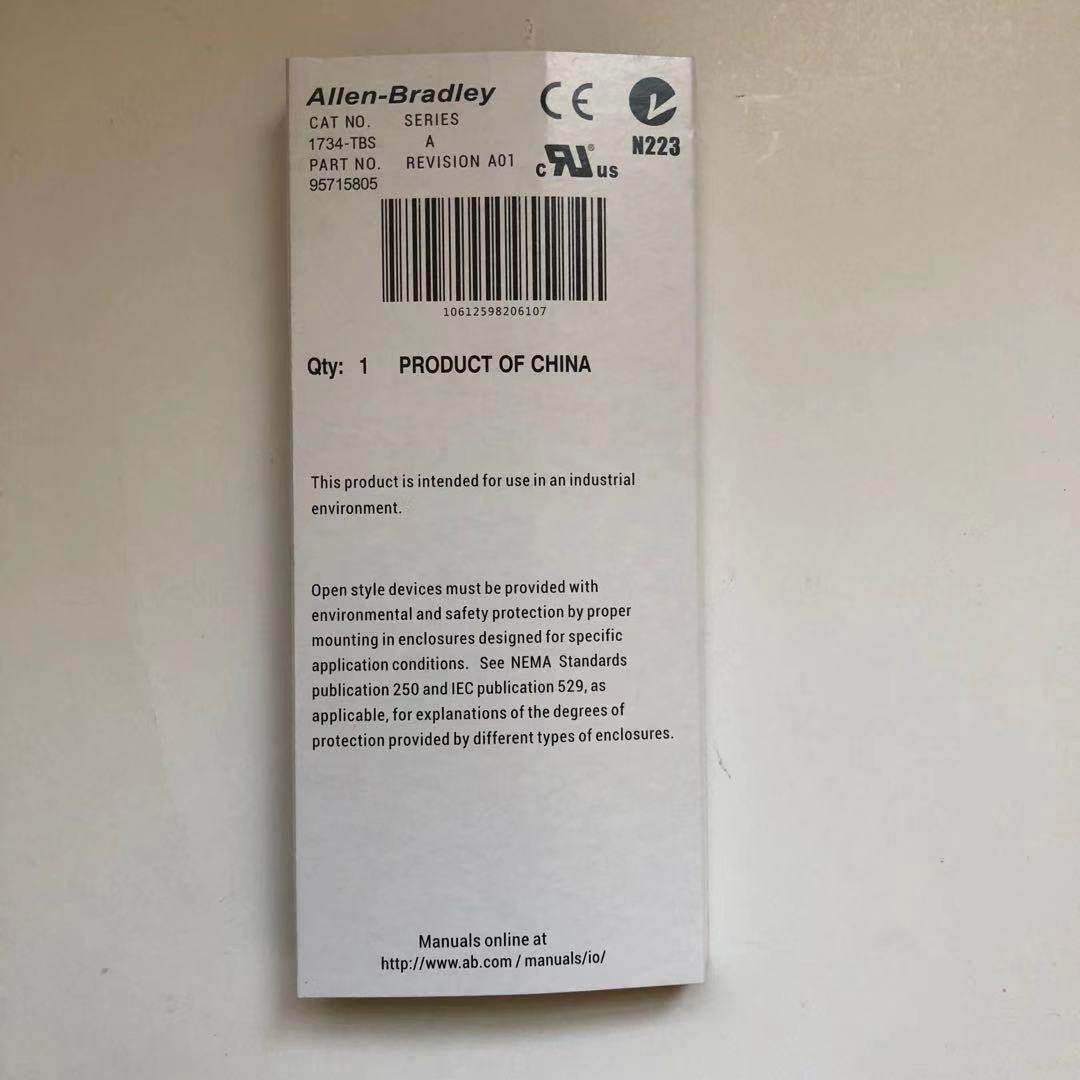 Allen-Bradley
CAT NO. SERIES
1734-TBS A
PART NO. REVISION A01
95715805
CE
N223
c RU ® us
10612598206107
Qty: 1 PRODUCT OF CHINA
This product is intended for use in an industrial
environment.
Open style devices must be provided with
environmental and safety protection by proper
mounting in enclosures designed for specific
application conditions. See NEMA Standards
publication 250 and IEC publication 529, as
applicable, for explanations of the degrees of
protection provided by different types of enclosures.
Manuals online at
http://www.ab.com / manuals/io/